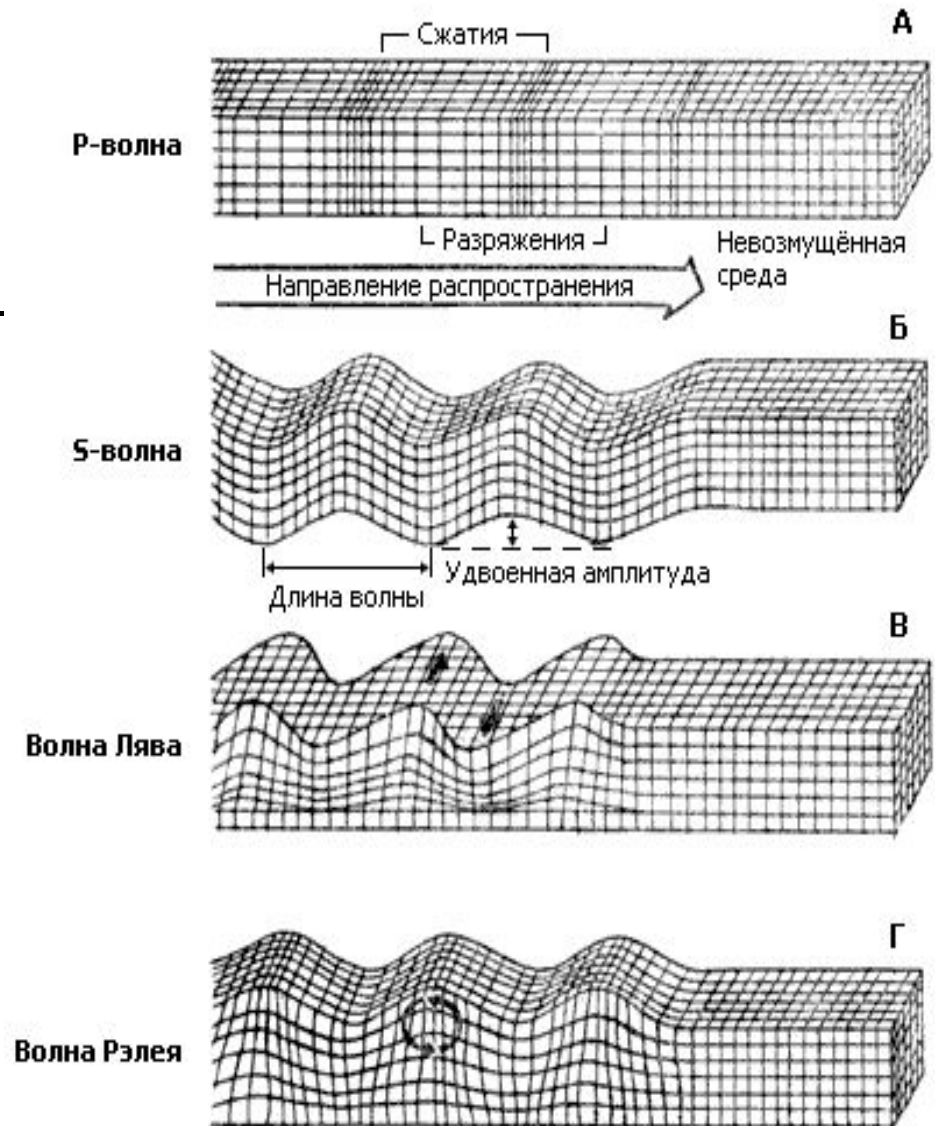 А
Сжатия
Р-волна
Разряжения
Невозмущённая
среда
Направление распространения
Б
S-волна
Удвоенная амплитуда
Длина волны
В
Волна Лява
Г
Волна Рэлея